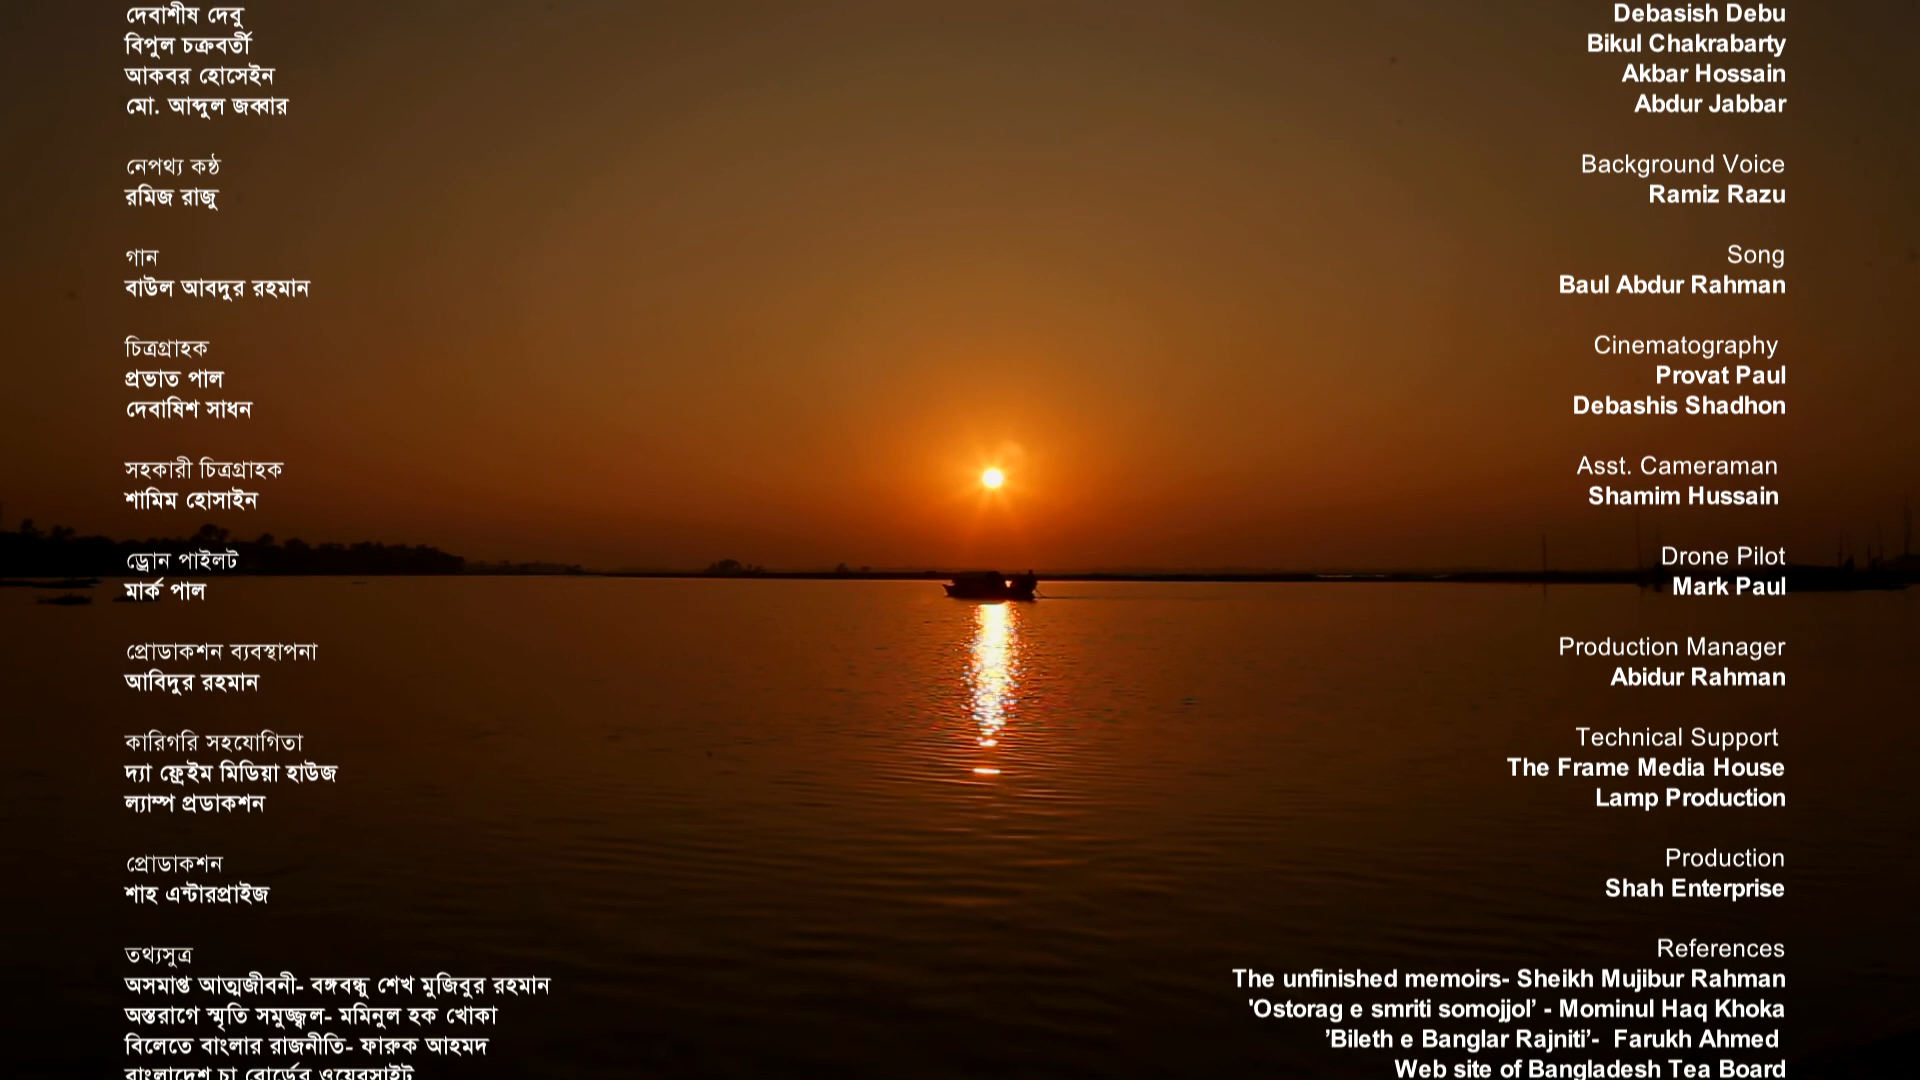 দেবাশীষ দেবু
বিপুল চক্রবর্তী
আকবর হোসেইন
মো. আব্দুল জব্বার
নেপথ্য কন্ঠ
রমিজ রাজু
গান
বাউল আবদুর রহমান
চিত্রগ্রাহক
প্রভাত পাল
দেবাষিশ সাধন
সহকারী চিত্রগ্রাহক
শামিম হোসাইন
ড্রোন পাইলট
মার্ক পাল
প্রোডাকশন ব্যবস্থাপনা
আবিদুর রহমান
কারিগরি সহযোগিতা
দ্যা ফ্রেইম মিডিয়া হাউজ
ল্যাম্প প্রডাকশন
প্রোডাকশন
শাহ এন্টারপ্রাইজ
তথ্যসুত্র
অসমাপ্ত আত্মজীবনী- বঙ্গবন্ধু শেখ মুজিবুর রহমান
অস্তরাগে স্মৃতি সমুজ্জ্বল- মমিনুল হক খোকা
বিলেতে বাংলার রাজনীতি- ফারুক আহমদ
বাংলাদেশ চা বোর্ডের ওয়েবসাইট
Debasish Debu
Bikul Chakrabarty
Akbar Hossain
Abdur Jabbar
Background Voice
Ramiz Razu
Song
Baul Abdur Rahman
Cinematography
Provat Paul
Debashis Shadhon
Asst. Cameraman
Shamim Hussain
Drone Pilot
Mark Paul
Production Manager
Abidur Rahman
Technical Support
The Frame Media House
Lamp Production
Production
Shah Enterprise
References
The unfinished memoirs- Sheikh Mujibur Rahman
'Ostorag e smriti somojjol’ - Mominul Haq Khoka
’Bileth e Banglar Rajniti’- Farukh Ahmed
Web site of Bangladesh Tea Board